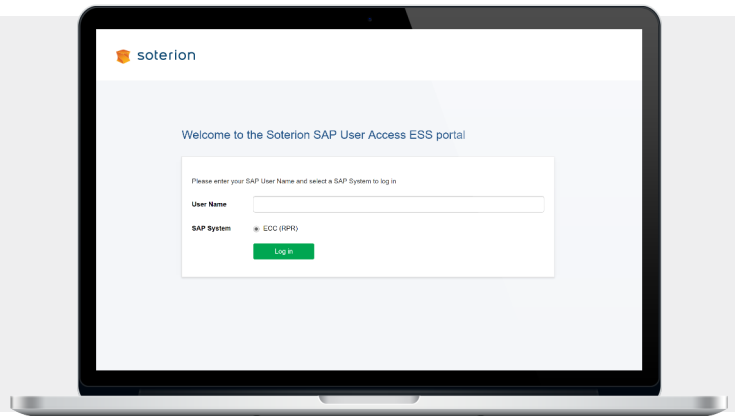 soterion
Welcome to the Soterion SAP User Access ESS portal
Please enter your SAP User Name and select a SAP System to log in
User Name
SAP System
ECC (RPR)
Log in